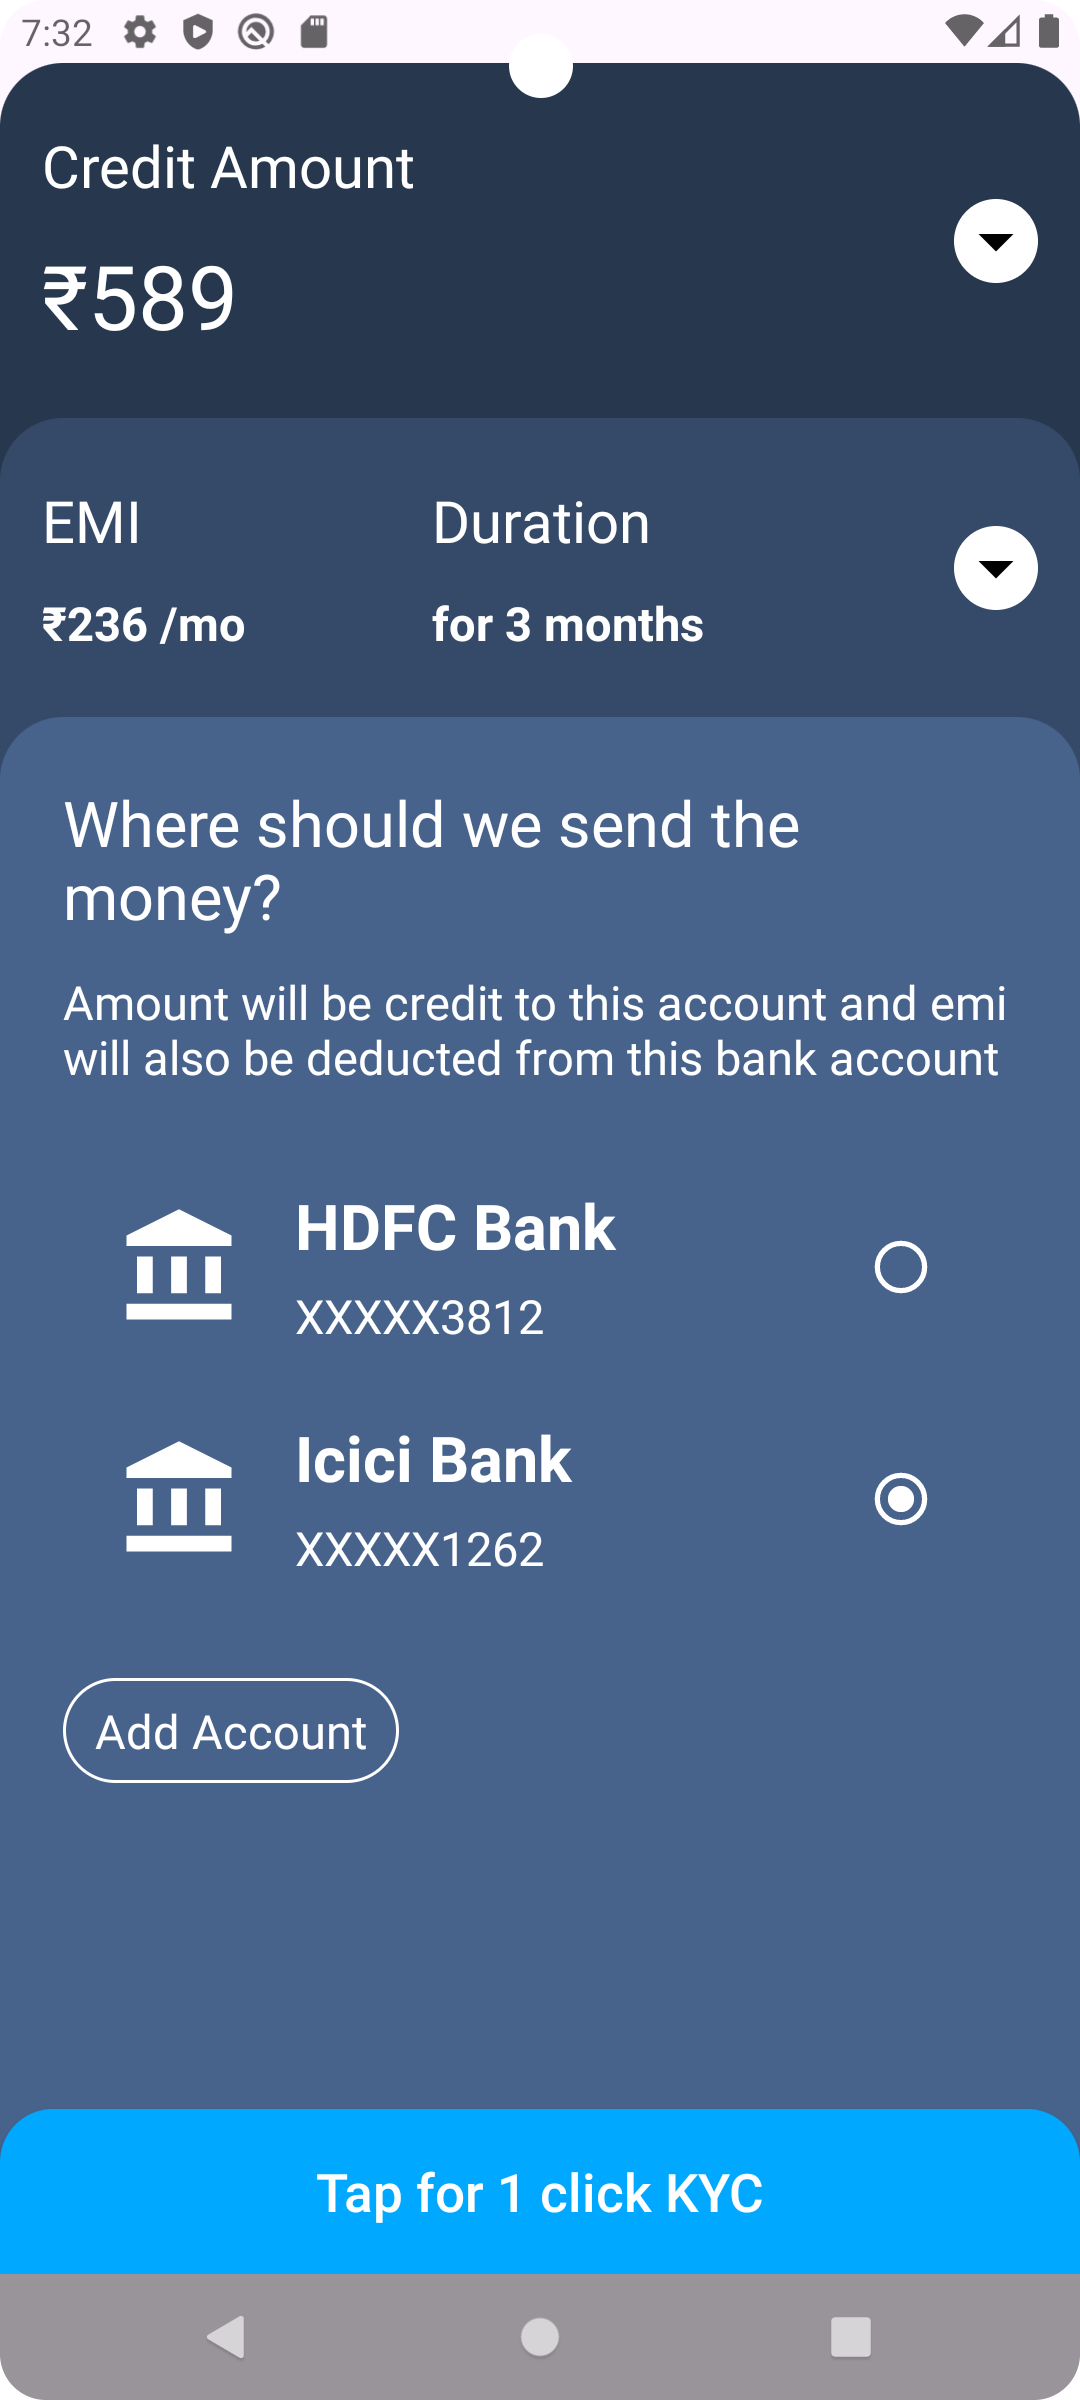 7:32
Credit Amount
₹589
EMI
Duration
₹236 /mo
for 3 months
Where should we send the
money?
Amount will be credit to this account and emi
will also be deducted from this bank account
HDFC Bank
XXXXX3812
Icici Bank
XXXXX1262
Add Account
Tap for 1 click KYC